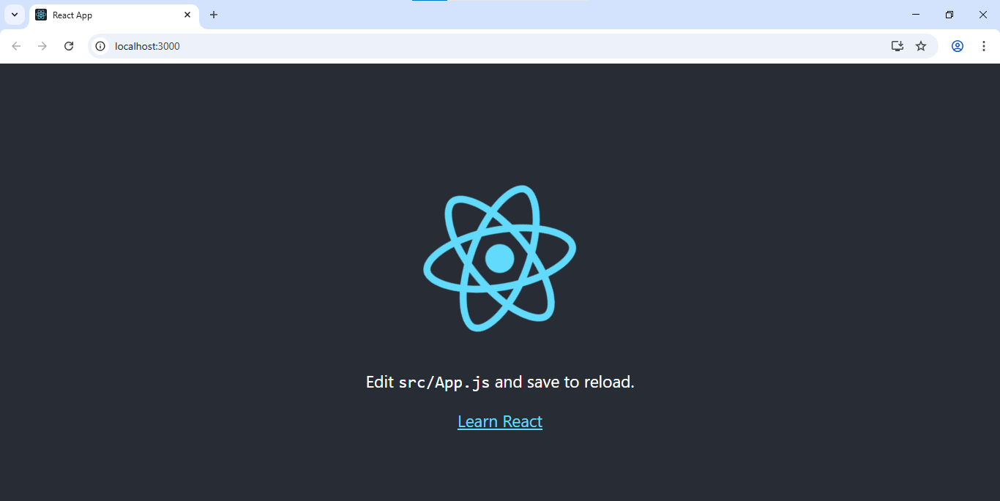 React App
localhost:3000
Edit src/App.js and save to reload.
Learn React